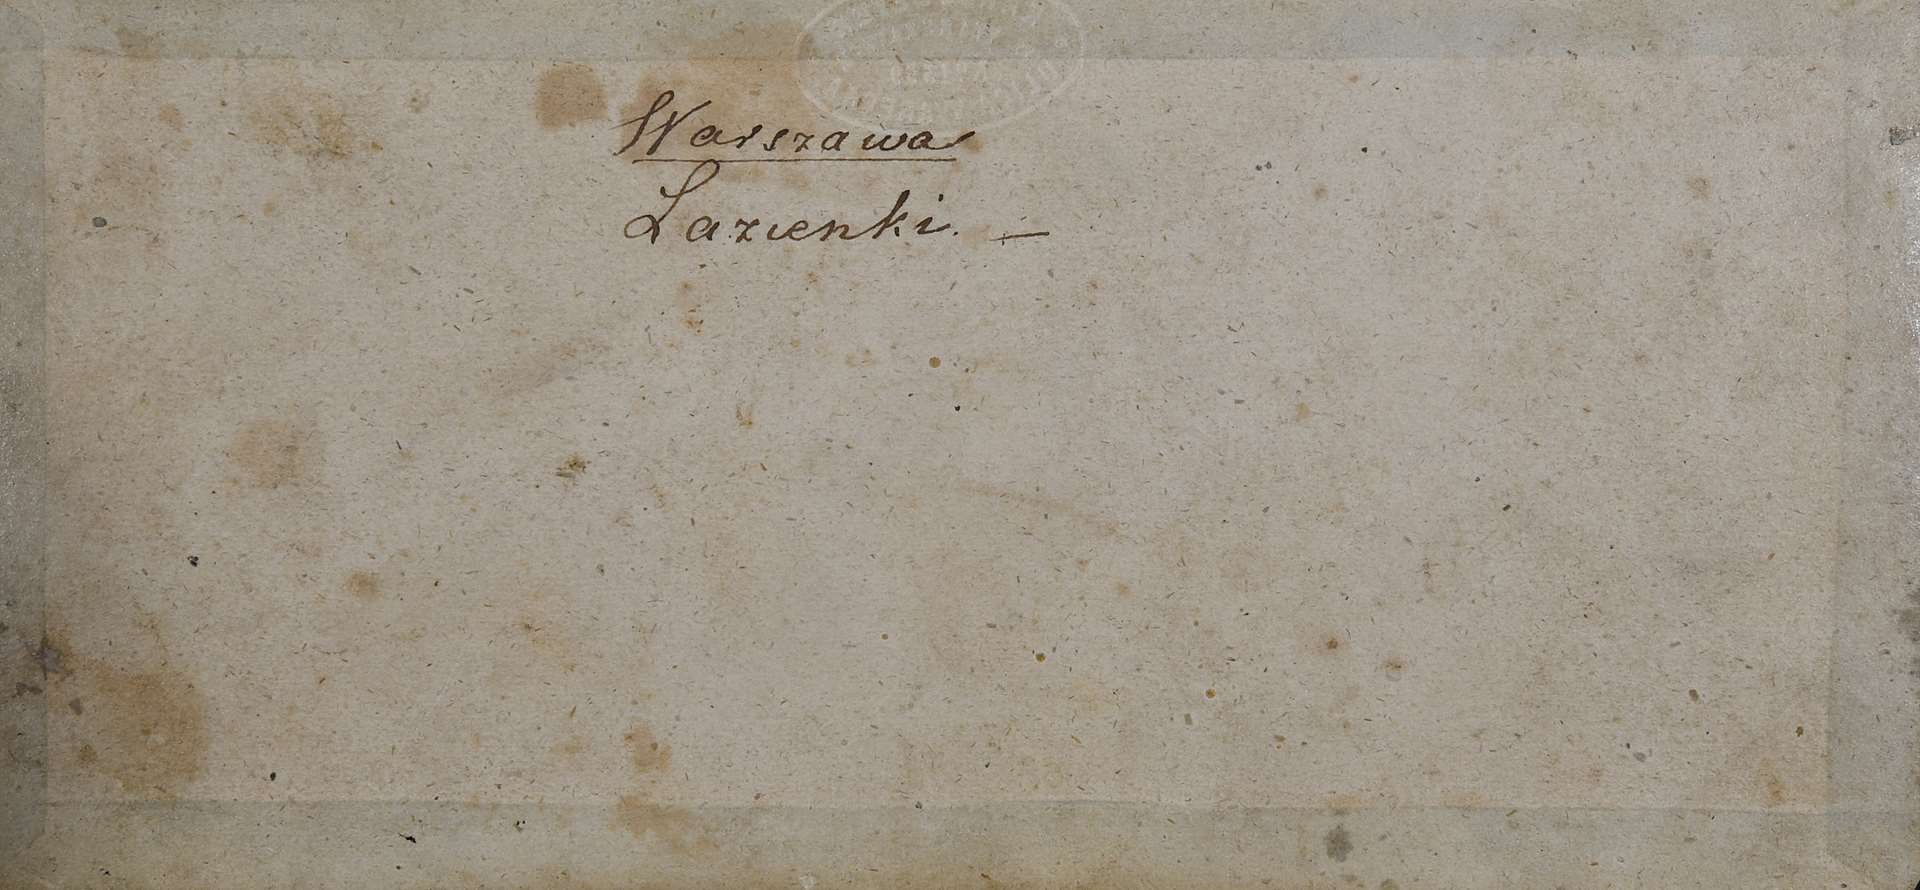 Warszawa
Lazienki. —